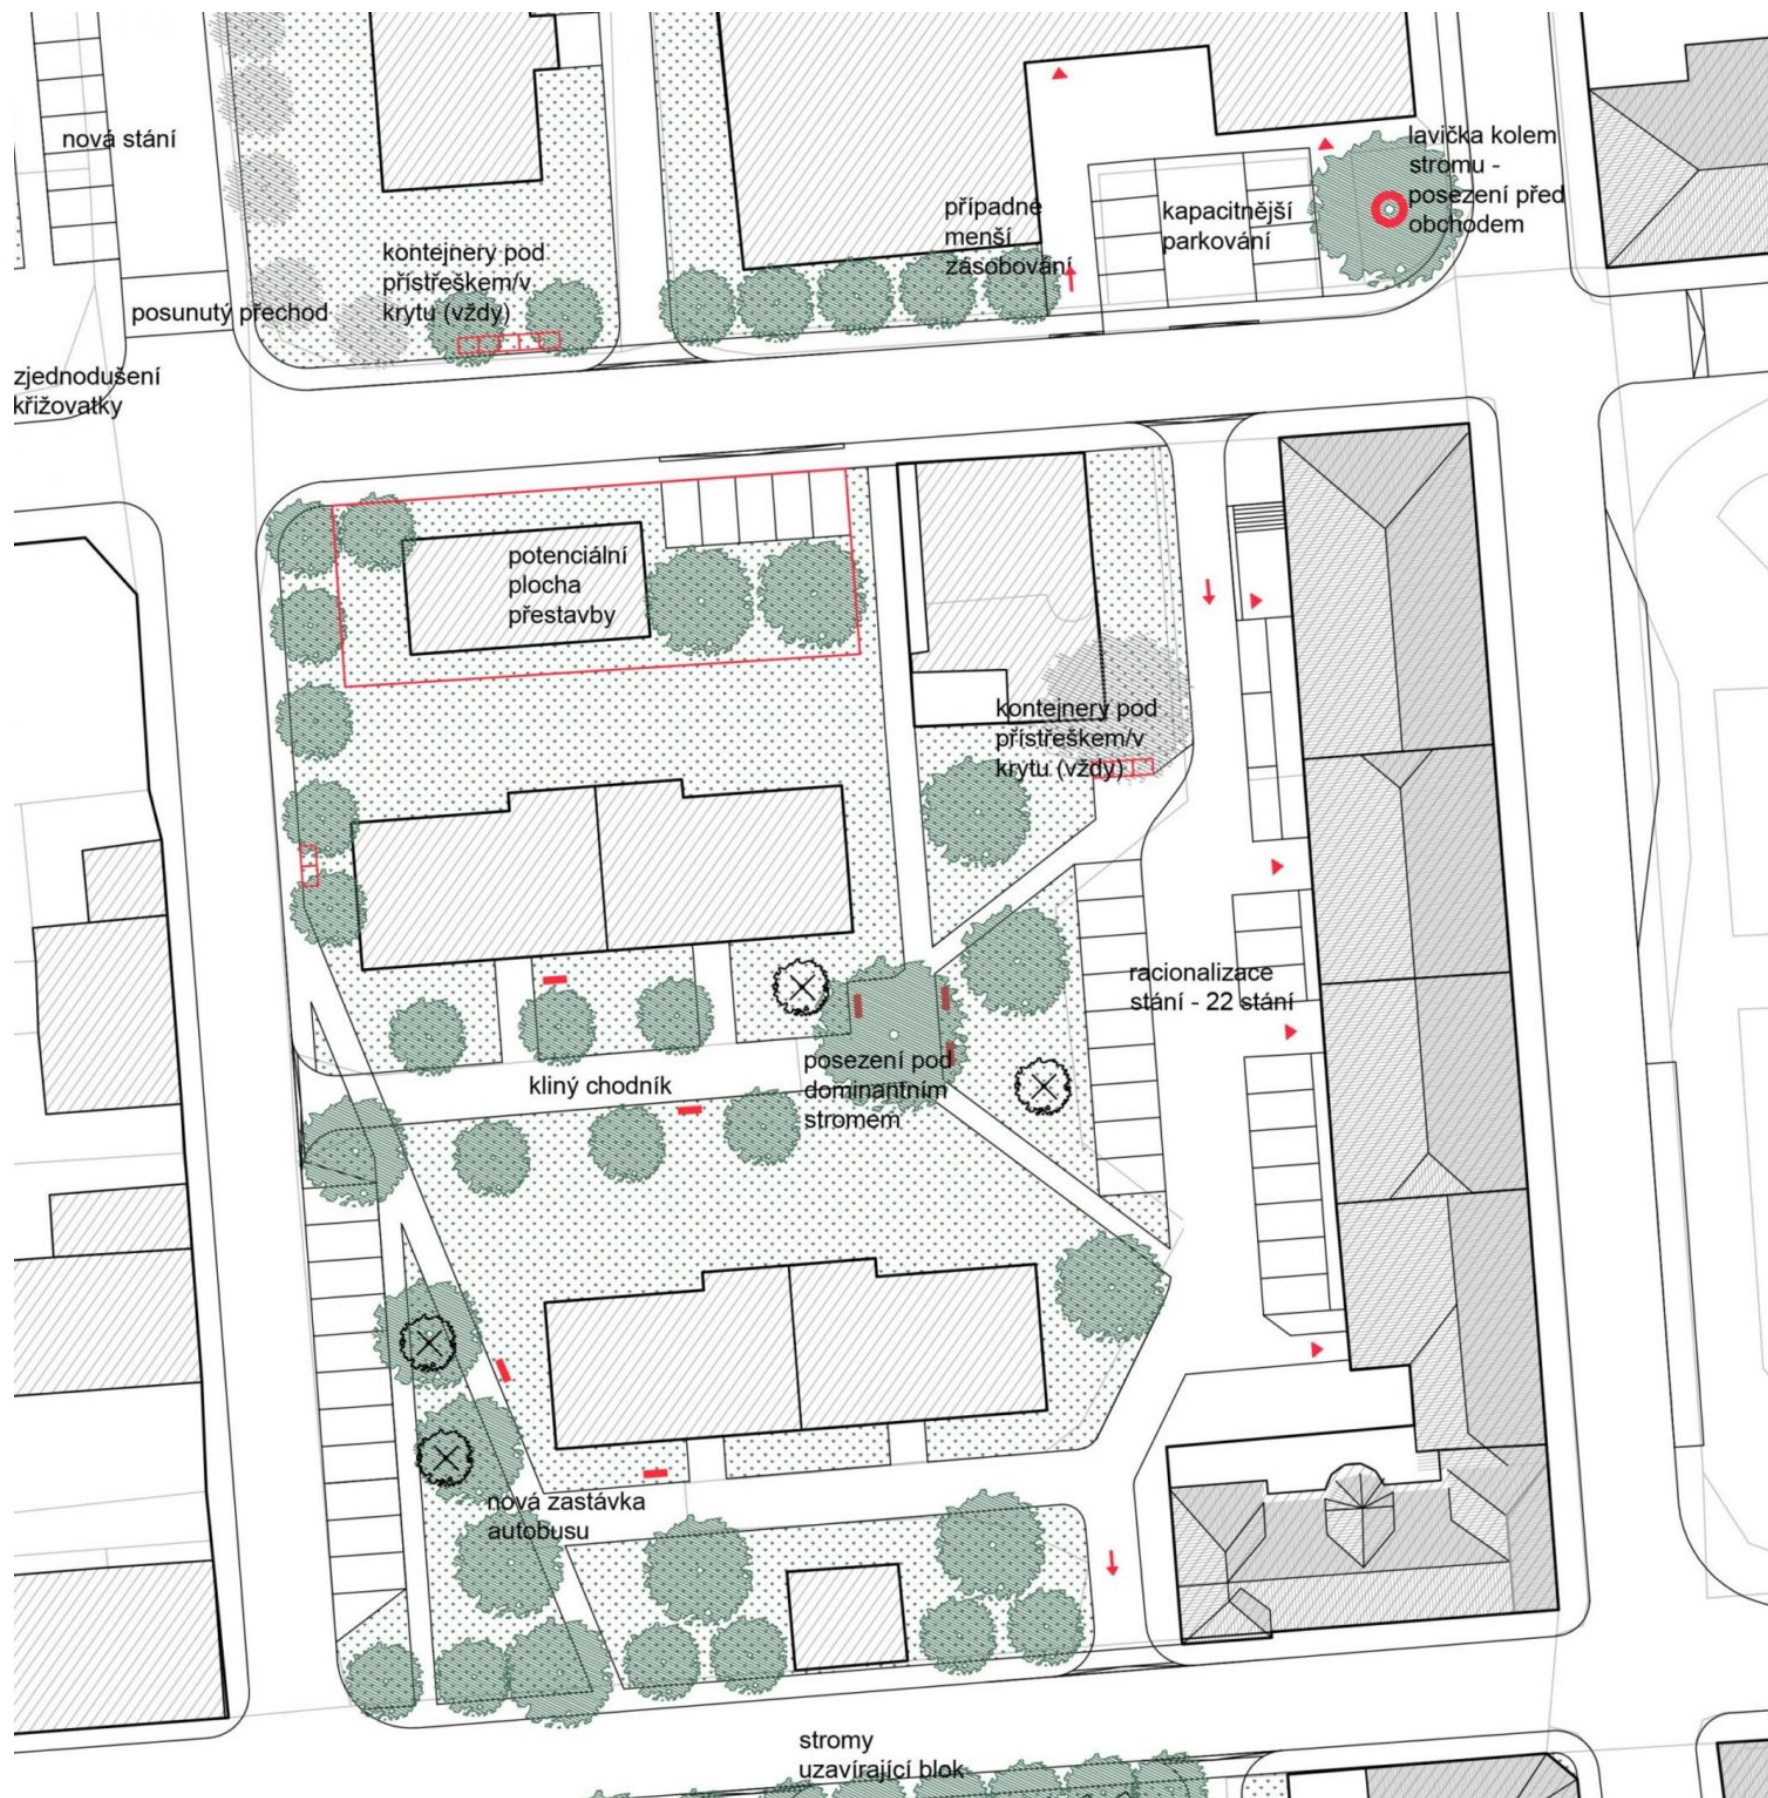 nová stání
lavička kolem
stromu -
posezení před
obchodem
případné
menší
zásobování
kapacitnější
parkování
kontejnery pod
přístřeškem/v
krytu (vždy)
posunutý přechod
zjednodušení
křižovatky
potenciální
plocha
přestavby
kontejnery pod
přístřeškem/v
krytu (vždy)
racionalizace
stání - 22 stání
posezení pod
dominantním
stromem
kliný chodník
nová zastávka
autobusu
stromy
uzavírající blok